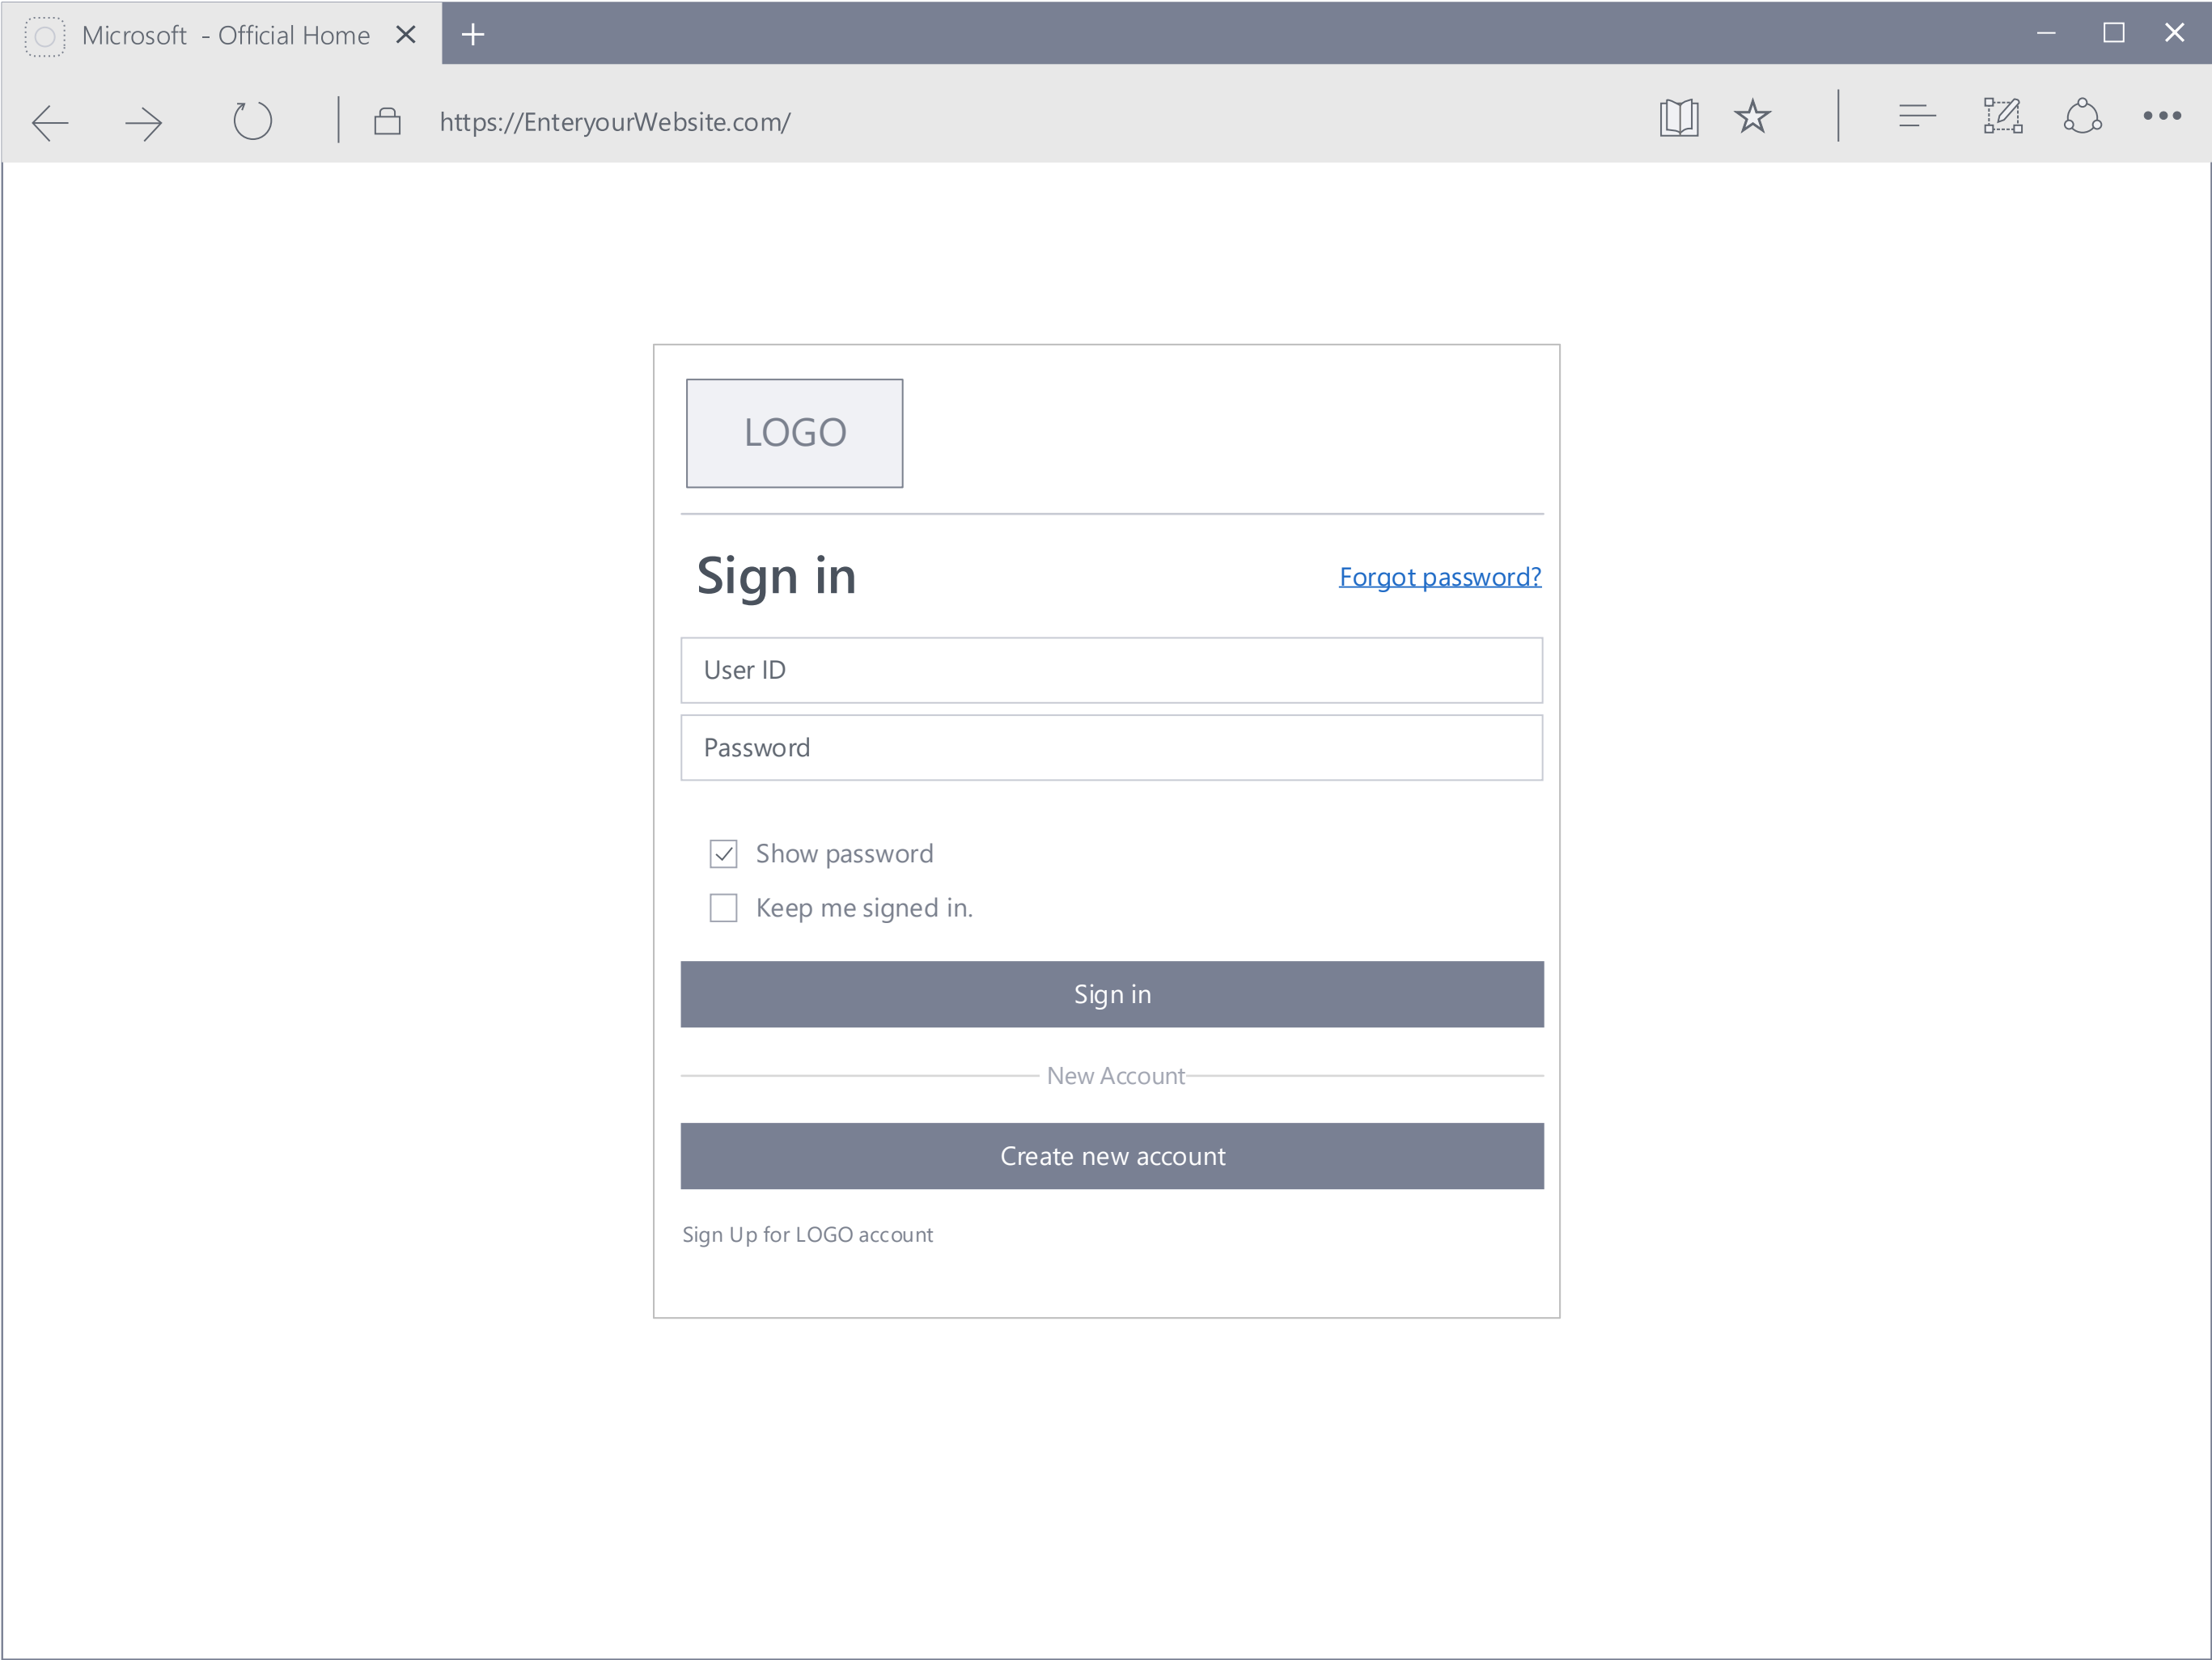 Microsoft - Official Home
https://EnteryourWebsite.com/
LOGO
Sign in
Forgot password?
User ID
Password
Show password
Keep me signed in.
Sign in
New Account
Create new account
Sign Up for LOGO account